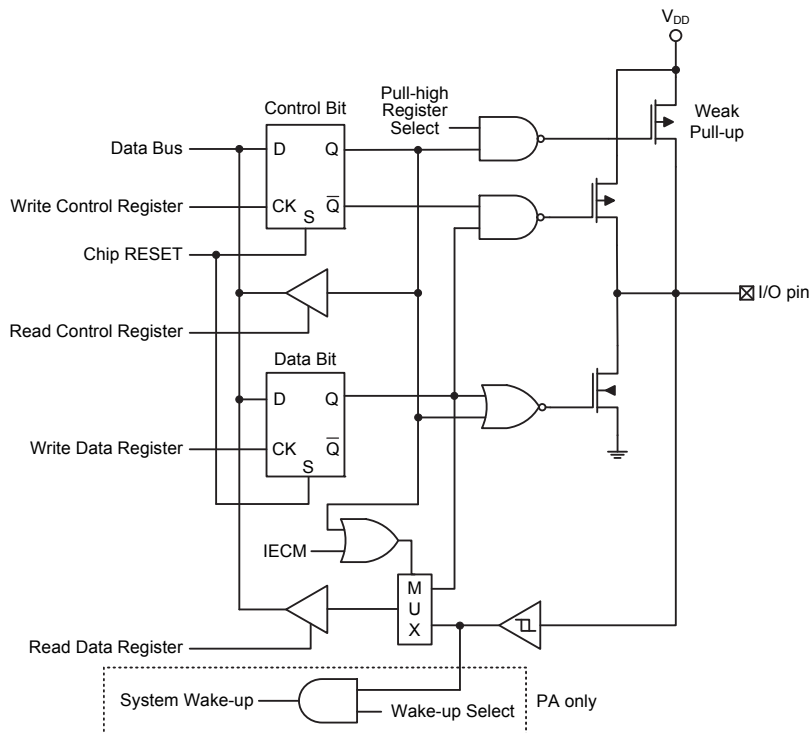 V_DD
Pull-high
Register
Select
Weak
Pull-up
Control Bit
Data Bus
D
Q
Write Control Register
CK
Q̅
S
Chip RESET
I/O pin
Read Control Register
Data Bit
D
Q
Write Data Register
CK
Q̅
S
IECM
M
U
X
Read Data Register
System Wake-up
Wake-up Select
PA only